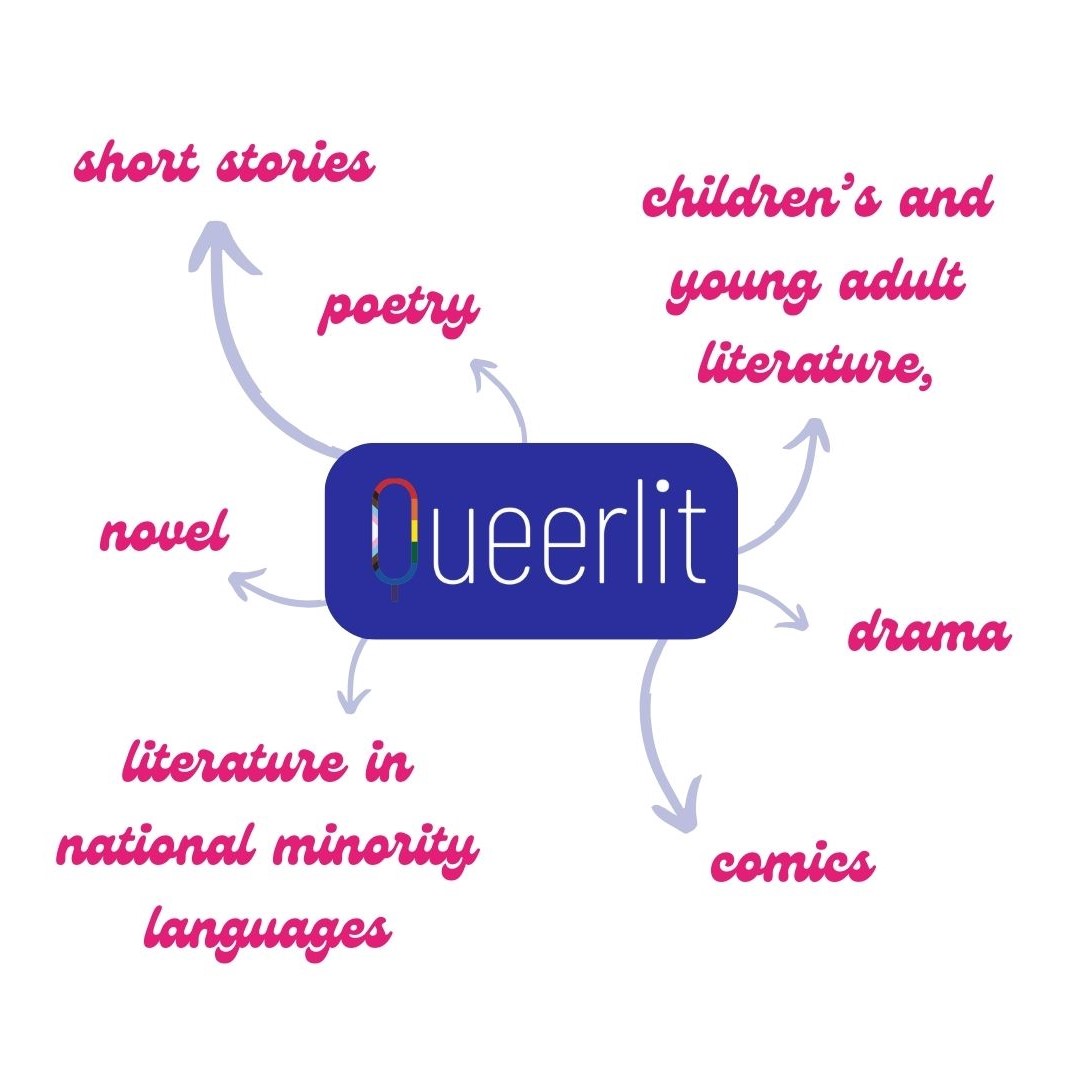 short stories
children's and
young adult
literature,
poetry
Queerlit
novel
drama
literature in
national minority
languages
comics